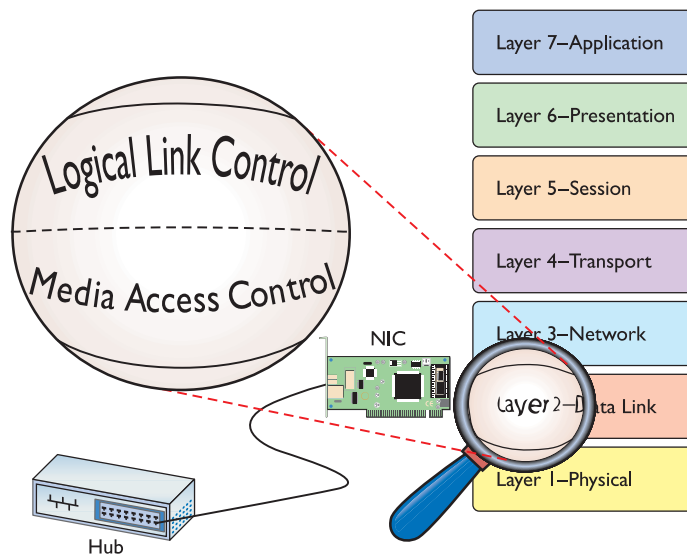 Layer 7–Application
Layer 6–Presentation
Logical Link Control
Layer 5–Session
Layer 4–Transport
Media Access Control
NIC
Layer 3–Network
Layer 2–Data Link
Layer 1–Physical
Hub